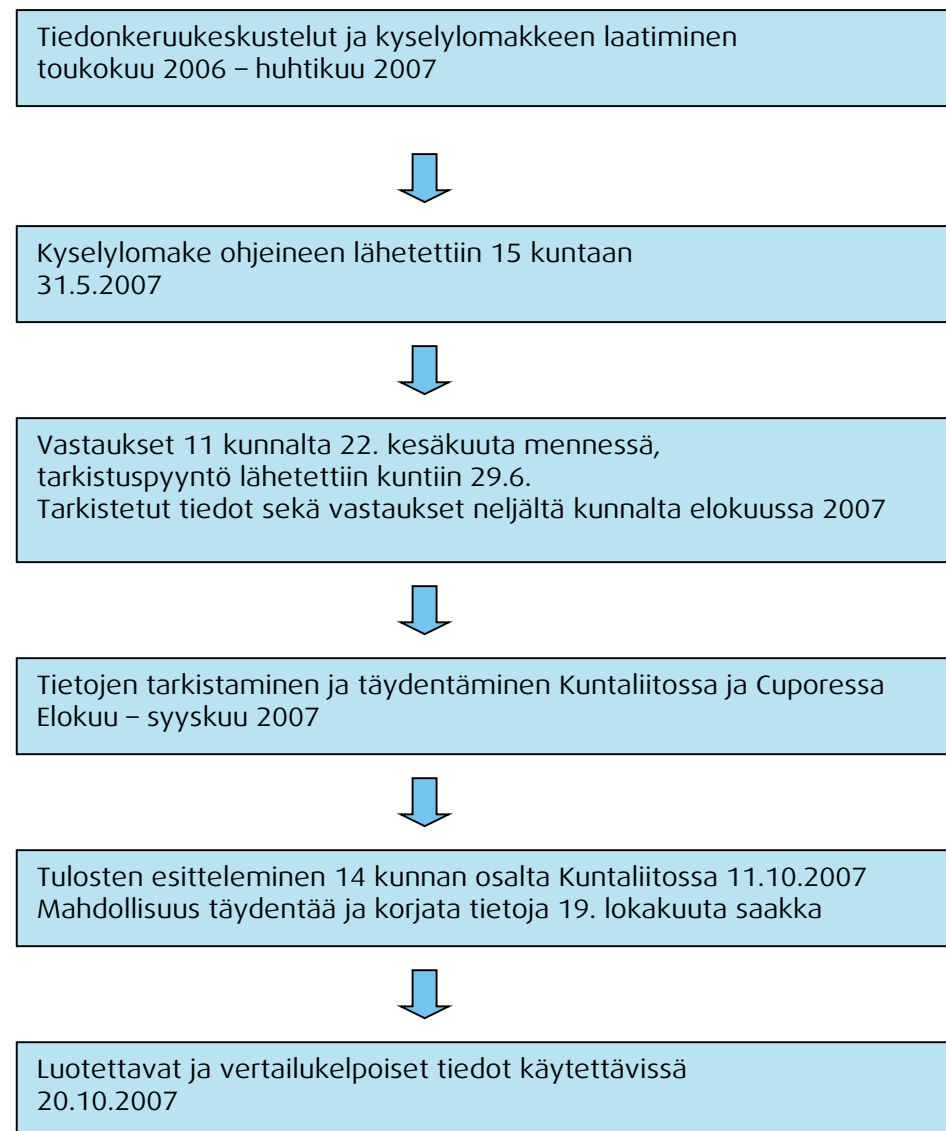 Tiedonkeruukeskustelut ja kyselylomakkeen laatiminen
toukokuu 2006 – huhtikuu 2007
Kyselylomake ohjeineen lähetettiin 15 kuntaan
31.5.2007
Vastaukset 11 kunnalta 22. kesäkuuta mennessä,
tarkistuspyyntö lähetettiin kuntiin 29.6.
Tarkistetut tiedot sekä vastaukset neljältä kunnalta elokuussa 2007
Tietojen tarkistaminen ja täydentäminen Kuntaliitossa ja Cuporessa
Elokuu – syyskuu 2007
Tulosten esitteleminen 14 kunnan osalta Kuntaliitossa 11.10.2007
Mahdollisuus täydentää ja korjata tietoja 19. lokakuuta saakka
Luotettavat ja vertailukelpoiset tiedot käytettävissä
20.10.2007